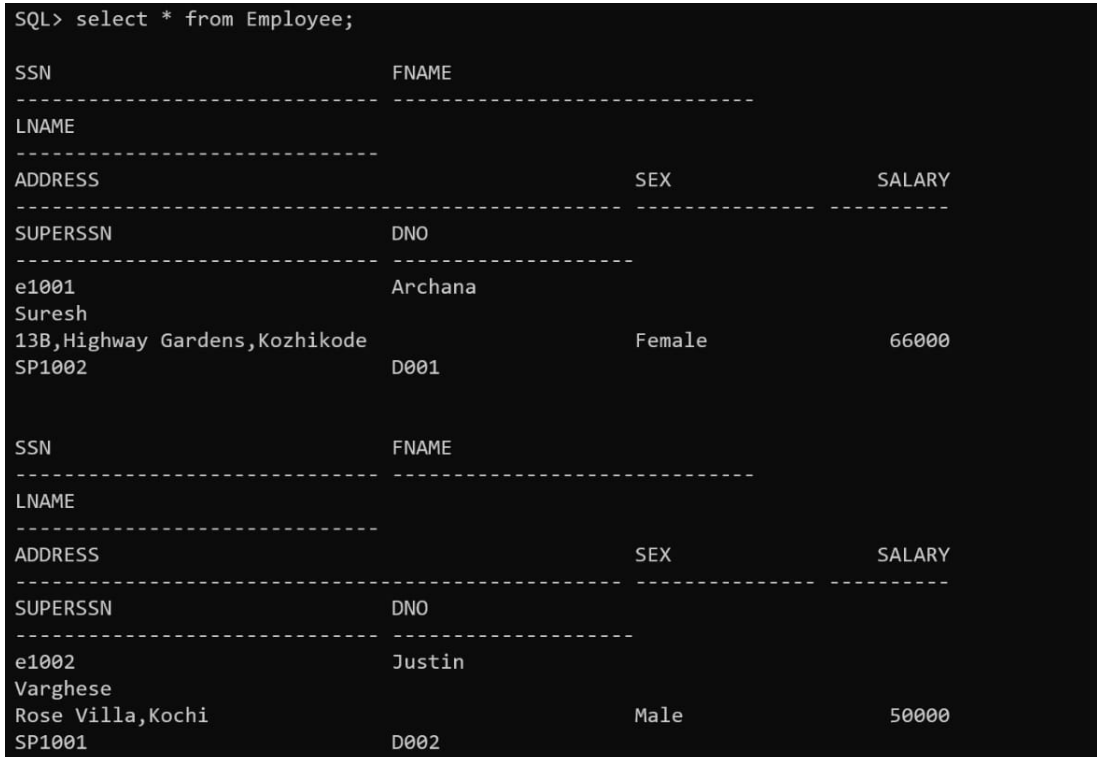 SQL> select * from Employee;
SSN FNAME
------------------------------ ------------------------------
LNAME
------------------------------
ADDRESS SEX SALARY
-------------------------------------------------- --------------- ----------
SUPERSSN DNO
------------------------------ --------------------
e1001 Archana
Suresh
13B,Highway Gardens,Kozhikode Female 66000
SP1002 D001
SSN FNAME
------------------------------ ------------------------------
LNAME
------------------------------
ADDRESS SEX SALARY
-------------------------------------------------- --------------- ----------
SUPERSSN DNO
------------------------------ --------------------
e1002 Justin
Varghese
Rose Villa,Kochi Male 50000
SP1001 D002